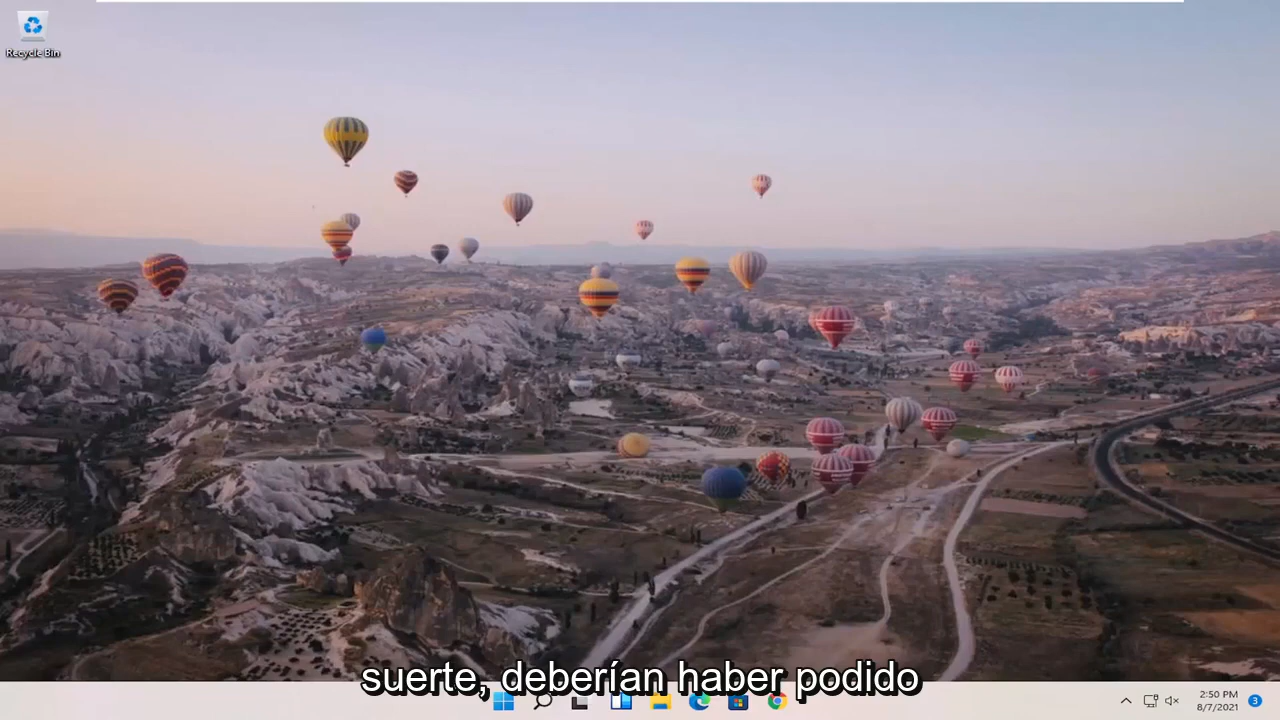 Recycle Bin
suerte, deberían haber podido
2:50 PM
8/7/2021
3